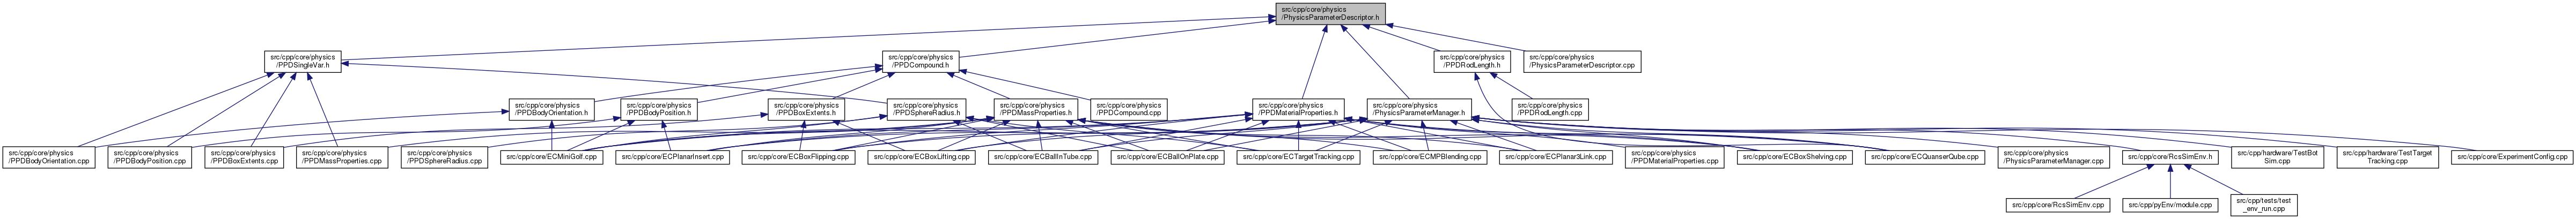 src/cpp/core/physics
/PhysicsParameterDescriptor.h
src/cpp/core/physics
/PPDSingleVar.h
src/cpp/core/physics
/PPDCompound.h
src/cpp/core/physics
/PPDRodLength.h
src/cpp/core/physics
/PhysicsParameterDescriptor.cpp
src/cpp/core/physics
/PPDBodyOrientation.h
src/cpp/core/physics
/PPDBodyPosition.h
src/cpp/core/physics
/PPDBoxExtents.h
src/cpp/core/physics
/PPDSphereRadius.h
src/cpp/core/physics
/PPDMassProperties.h
src/cpp/core/physics
/PPDCompound.cpp
src/cpp/core/physics
/PPDMaterialProperties.h
src/cpp/core/physics
/PhysicsParameterManager.h
src/cpp/core/physics
/PPDRodLength.cpp
src/cpp/core/physics
/PPDBodyOrientation.cpp
src/cpp/core/physics
/PPDBodyPosition.cpp
src/cpp/core/physics
/PPDBoxExtents.cpp
src/cpp/core/physics
/PPDMassProperties.cpp
src/cpp/core/physics
/PPDSphereRadius.cpp
src/cpp/core/ECMiniGolf.cpp
src/cpp/core/ECPlanarInsert.cpp
src/cpp/core/ECBoxFlipping.cpp
src/cpp/core/ECBoxLifting.cpp
src/cpp/core/ECBallInTube.cpp
src/cpp/core/ECBallOnPlate.cpp
src/cpp/core/ECTargetTracking.cpp
src/cpp/core/ECMPBlending.cpp
src/cpp/core/ECPlanar3Link.cpp
src/cpp/core/physics
/PPDMaterialProperties.cpp
src/cpp/core/ECBoxShelving.cpp
src/cpp/core/ECQuanserQube.cpp
src/cpp/core/physics
/PhysicsParameterManager.cpp
src/cpp/core/RcsSimEnv.h
src/cpp/hardware/TestBot
Sim.cpp
src/cpp/hardware/TestTarget
Tracking.cpp
src/cpp/core/ExperimentConfig.cpp
src/cpp/core/RcsSimEnv.cpp
src/cpp/pyEnv/module.cpp
src/cpp/tests/test
_env_run.cpp